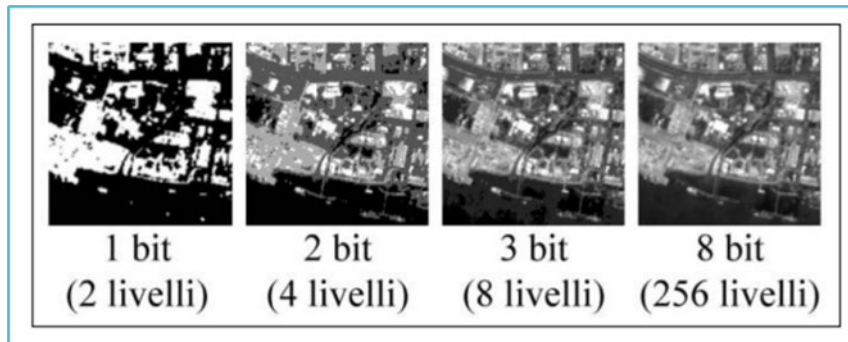 1 bit
(2 livelli)
2 bit
(4 livelli)
3 bit
(8 livelli)
8 bit
(256 livelli)